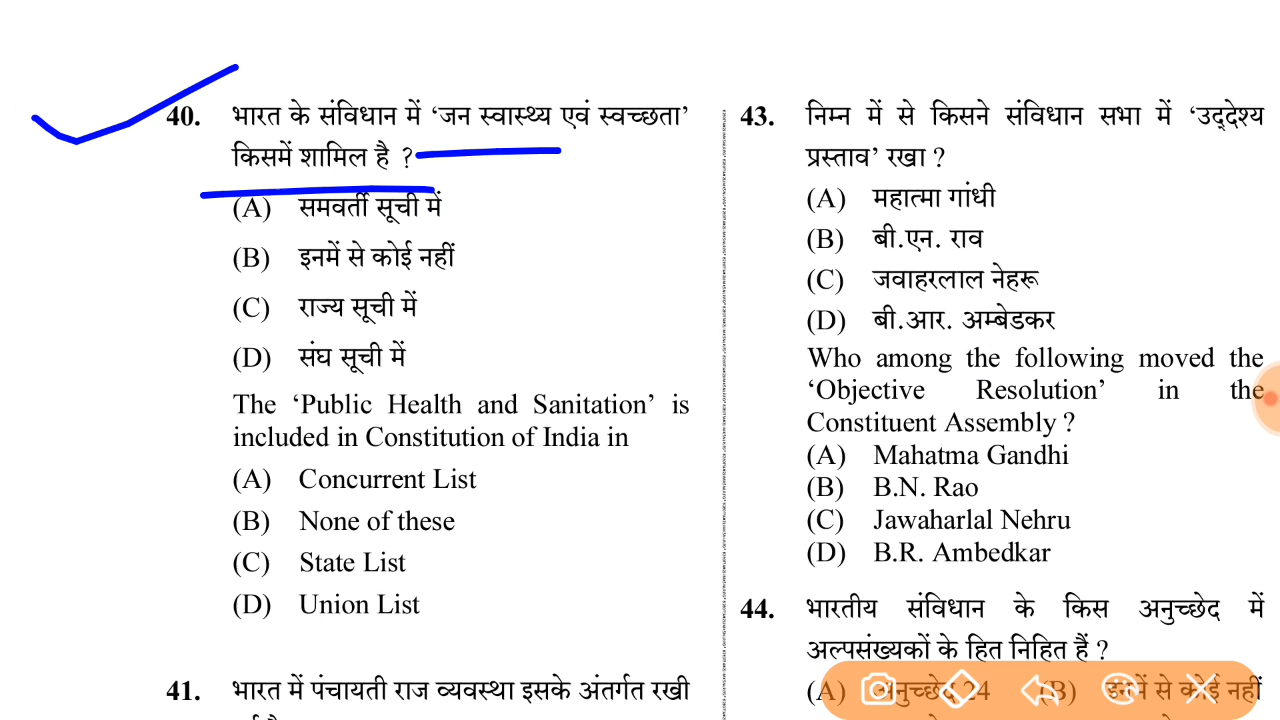 40. भारत के संविधान में ‘जन स्वास्थ्य एवं स्वच्छता’
किसमें शामिल है ?
(A) समवर्ती सूची में
(B) इनमें से कोई नहीं
(C) राज्य सूची में
(D) संघ सूची में
The ‘Public Health and Sanitation’ is
included in Constitution of India in
(A) Concurrent List
(B) None of these
(C) State List
(D) Union List
41. भारत में पंचायती राज व्यवस्था इसके अंतर्गत रखी
43. निम्न में से किसने संविधान सभा में ‘उद्देश्य
प्रस्ताव’ रखा ?
(A) महात्मा गांधी
(B) बी.एन. राव
(C) जवाहरलाल नेहरू
(D) बी.आर. अम्बेडकर
Who among the following moved the
‘Objective Resolution’ in the
Constituent Assembly ?
(A) Mahatma Gandhi
(B) B.N. Rao
(C) Jawaharlal Nehru
(D) B.R. Ambedkar
44. भारतीय संविधान के किस अनुच्छेद में
अल्पसंख्यकों के हित निहित हैं ?
(A) अनुच्छेद 24 (B) इनमें से कोई नहीं